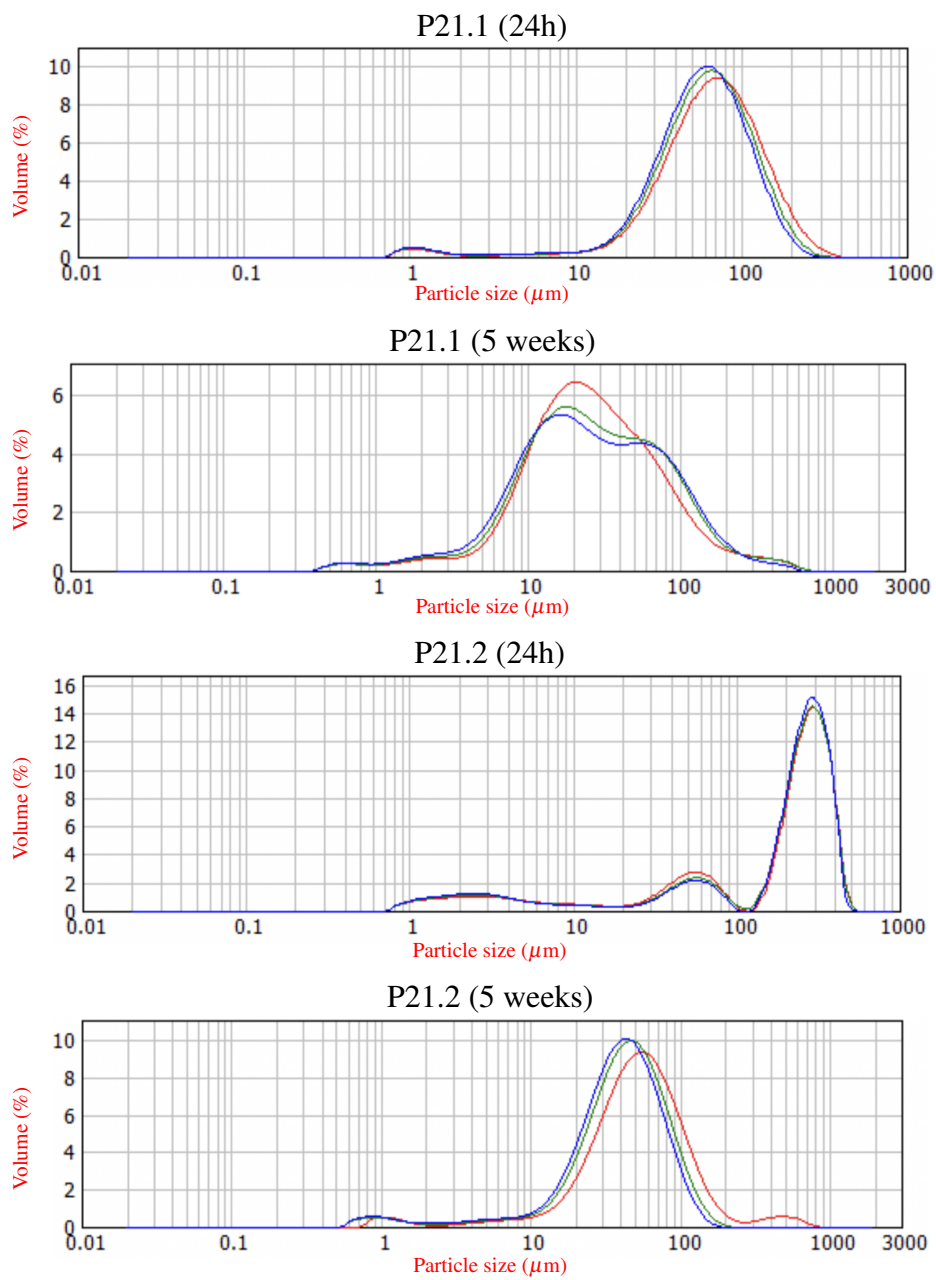 P21.1 (24h)
Volume (%)
10
8
6
4
2
0
0.01 0.1 1 10 100 1000
Particle size (μm)
P21.1 (5 weeks)
Volume (%)
6
4
2
0
0.01 0.1 1 10 100 1000 3000
Particle size (μm)
P21.2 (24h)
Volume (%)
16
14
12
10
8
6
4
2
0
0.01 0.1 1 10 100 1000
Particle size (μm)
P21.2 (5 weeks)
Volume (%)
10
8
6
4
2
0
0.01 0.1 1 10 100 1000 3000
Particle size (μm)